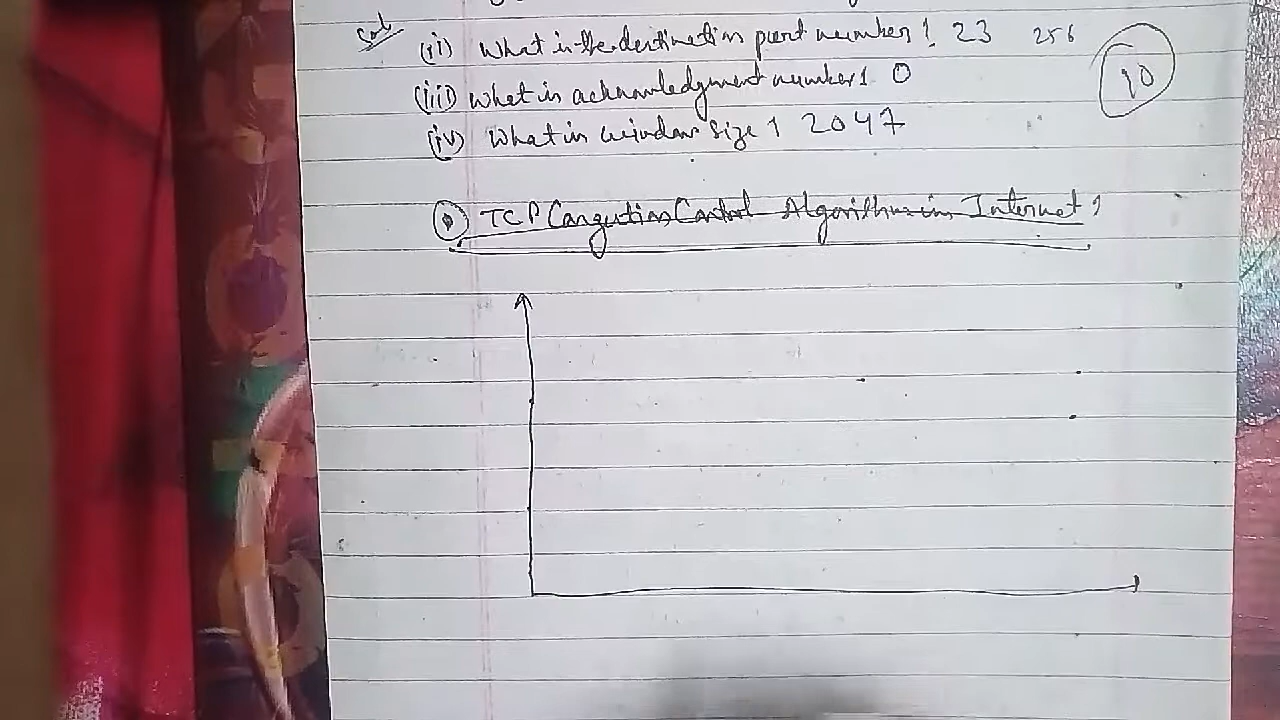 Sol
(ii) What is the destination port number? 23 256
(iii) What is acknowledgment number? 0
10
(iv) What is window size? 2047
TCP Congestion Control Algorithm in Internet?